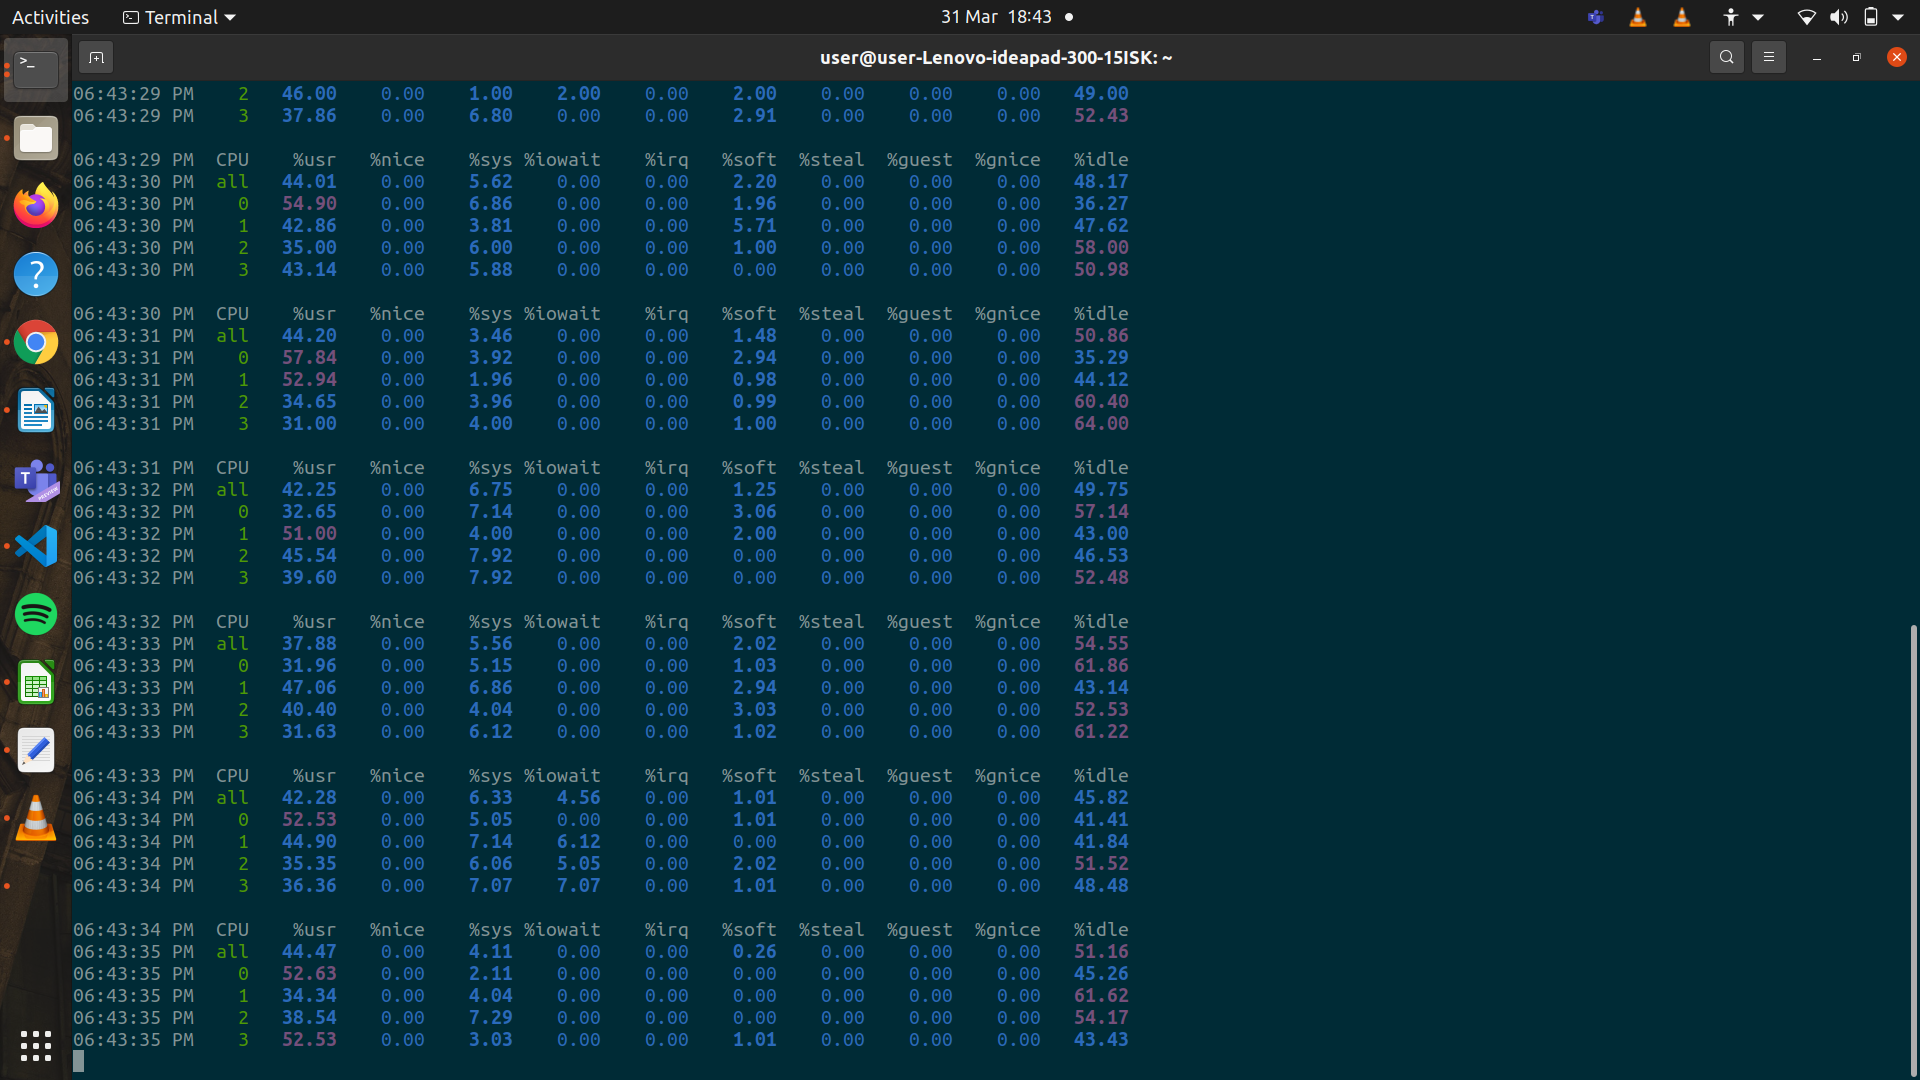 Activities Terminal 31 Mar 18:43
user@user-Lenovo-ideapad-300-15ISK: ~
06:43:29 PM 2 46.00 0.00 1.00 2.00 0.00 2.00 0.00 0.00 0.00 49.00
06:43:29 PM 3 37.86 0.00 6.80 0.00 0.00 2.91 0.00 0.00 0.00 52.43
06:43:29 PM CPU %usr %nice %sys %iowait %irq %soft %steal %guest %gnice %idle
06:43:30 PM all 44.01 0.00 5.62 0.00 0.00 2.20 0.00 0.00 0.00 48.17
06:43:30 PM 0 54.90 0.00 6.86 0.00 0.00 1.96 0.00 0.00 0.00 36.27
06:43:30 PM 1 42.86 0.00 3.81 0.00 0.00 5.71 0.00 0.00 0.00 47.62
06:43:30 PM 2 35.00 0.00 6.00 0.00 0.00 1.00 0.00 0.00 0.00 58.00
06:43:30 PM 3 43.14 0.00 5.88 0.00 0.00 0.00 0.00 0.00 0.00 50.98
06:43:30 PM CPU %usr %nice %sys %iowait %irq %soft %steal %guest %gnice %idle
06:43:31 PM all 44.20 0.00 3.46 0.00 0.00 1.48 0.00 0.00 0.00 50.86
06:43:31 PM 0 57.84 0.00 3.92 0.00 0.00 2.94 0.00 0.00 0.00 35.29
06:43:31 PM 1 52.94 0.00 1.96 0.00 0.00 0.98 0.00 0.00 0.00 44.12
06:43:31 PM 2 34.65 0.00 3.96 0.00 0.00 0.99 0.00 0.00 0.00 60.40
06:43:31 PM 3 31.00 0.00 4.00 0.00 0.00 1.00 0.00 0.00 0.00 64.00
06:43:31 PM CPU %usr %nice %sys %iowait %irq %soft %steal %guest %gnice %idle
06:43:32 PM all 42.25 0.00 6.75 0.00 0.00 1.25 0.00 0.00 0.00 49.75
06:43:32 PM 0 32.65 0.00 7.14 0.00 0.00 3.06 0.00 0.00 0.00 57.14
06:43:32 PM 1 51.00 0.00 4.00 0.00 0.00 2.00 0.00 0.00 0.00 43.00
06:43:32 PM 2 45.54 0.00 7.92 0.00 0.00 0.00 0.00 0.00 0.00 46.53
06:43:32 PM 3 39.60 0.00 7.92 0.00 0.00 0.00 0.00 0.00 0.00 52.48
06:43:32 PM CPU %usr %nice %sys %iowait %irq %soft %steal %guest %gnice %idle
06:43:33 PM all 37.88 0.00 5.56 0.00 0.00 2.02 0.00 0.00 0.00 54.55
06:43:33 PM 0 31.96 0.00 5.15 0.00 0.00 1.03 0.00 0.00 0.00 61.86
06:43:33 PM 1 47.06 0.00 6.86 0.00 0.00 2.94 0.00 0.00 0.00 43.14
06:43:33 PM 2 40.40 0.00 4.04 0.00 0.00 3.03 0.00 0.00 0.00 52.53
06:43:33 PM 3 31.63 0.00 6.12 0.00 0.00 1.02 0.00 0.00 0.00 61.22
06:43:33 PM CPU %usr %nice %sys %iowait %irq %soft %steal %guest %gnice %idle
06:43:34 PM all 42.28 0.00 6.33 4.56 0.00 1.01 0.00 0.00 0.00 45.82
06:43:34 PM 0 52.53 0.00 5.05 0.00 0.00 1.01 0.00 0.00 0.00 41.41
06:43:34 PM 1 44.90 0.00 7.14 6.12 0.00 0.00 0.00 0.00 0.00 41.84
06:43:34 PM 2 35.35 0.00 6.06 5.05 0.00 2.02 0.00 0.00 0.00 51.52
06:43:34 PM 3 36.36 0.00 7.07 7.07 0.00 1.01 0.00 0.00 0.00 48.48
06:43:34 PM CPU %usr %nice %sys %iowait %irq %soft %steal %guest %gnice %idle
06:43:35 PM all 44.47 0.00 4.11 0.00 0.00 0.26 0.00 0.00 0.00 51.16
06:43:35 PM 0 52.63 0.00 2.11 0.00 0.00 0.00 0.00 0.00 0.00 45.26
06:43:35 PM 1 34.34 0.00 4.04 0.00 0.00 0.00 0.00 0.00 0.00 61.62
06:43:35 PM 2 38.54 0.00 7.29 0.00 0.00 0.00 0.00 0.00 0.00 54.17
06:43:35 PM 3 52.53 0.00 3.03 0.00 0.00 1.01 0.00 0.00 0.00 43.43